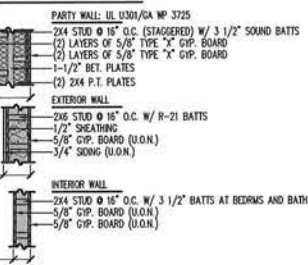 PARTY WALL: UL U301/GA WP 3725
2X4 STUD @ 16" O.C. (STAGGERED) W/ 3 1/2" SOUND BATTS
(2) LAYERS OF 5/8" TYPE "X" GYP. BOARD
(2) LAYERS OF 5/8" TYPE "X" GYP. BOARD
1-1/2" BET. PLATES
(2) 2X4 P.T. PLATES
EXTERIOR WALL
2X6 STUD @ 16" O.C. W/ R-21 BATTS
1/2" SHEATHING
5/8" GYP. BOARD (U.O.N.)
3/4" SIDING (U.O.N.)
INTERIOR WALL
2X4 STUD @ 16" O.C. W/ 3 1/2" BATTS AT BEDRMS AND BATH
5/8" GYP. BOARD (U.O.N.)
5/8" GYP. BOARD (U.O.N.)